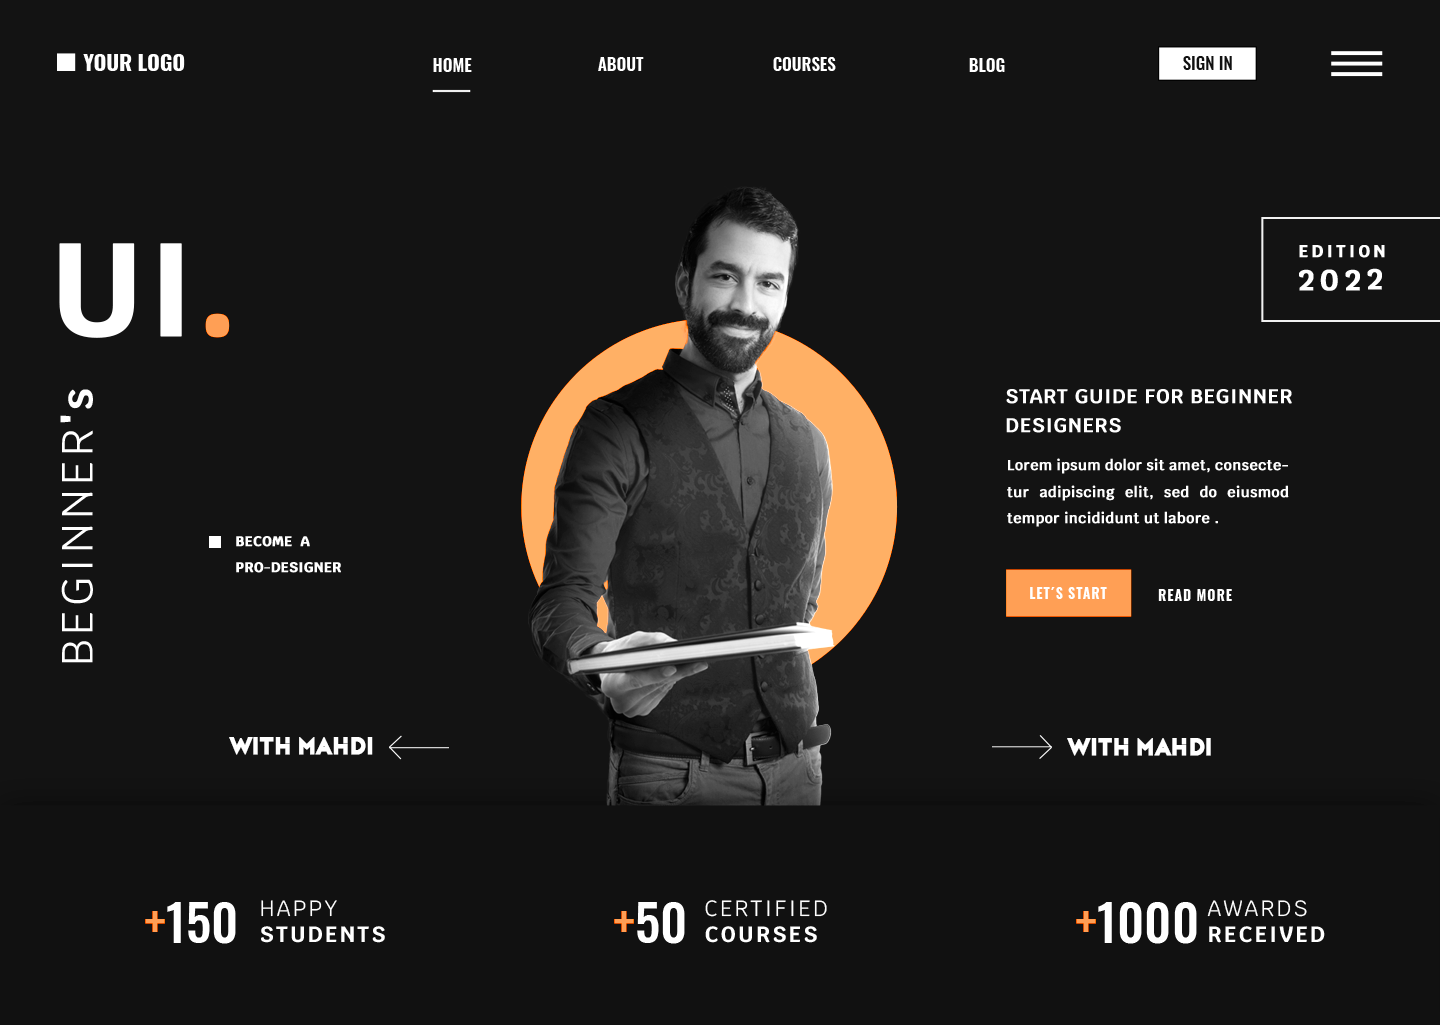 YOUR LOGO
HOME
ABOUT
COURSES
BLOG
SIGN IN
UI.
BEGINNER's
EDITION
2022
START GUIDE FOR BEGINNER
DESIGNERS
Lorem ipsum dolor sit amet, consecte-
tur adipiscing elit, sed do eiusmod
tempor incididunt ut labore .
BECOME A
PRO-DESIGNER
LET'S START
READ MORE
WITH MAHDI
WITH MAHDI
+150
HAPPY
STUDENTS
+50
CERTIFIED
COURSES
+1000
AWARDS
RECEIVED